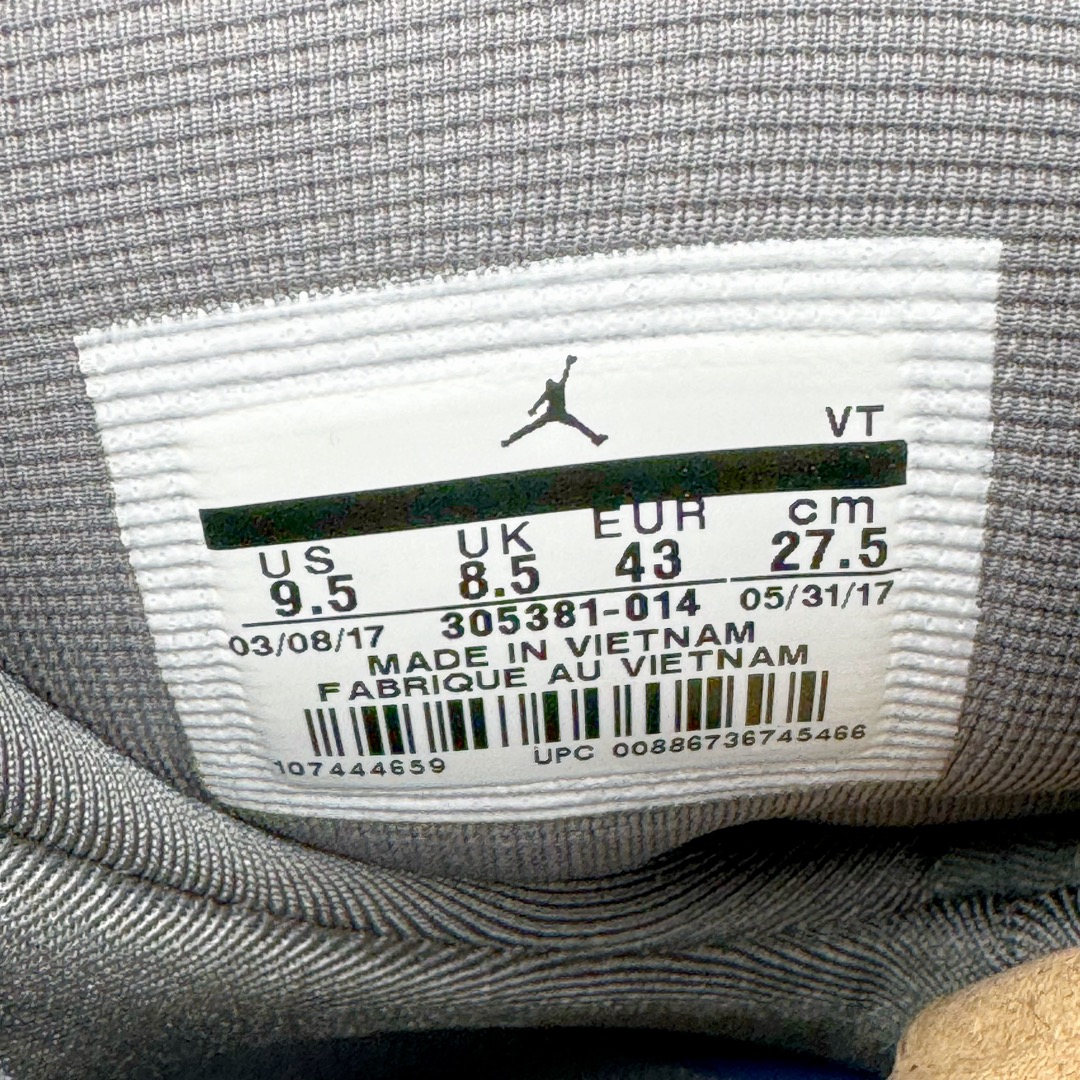 VT
US UK EUR cm
9.5 8.5 43 27.5
03/08/17 305381-014 05/31/17
MADE IN VIETNAM
FABRIQUE AU VIETNAM
107444659 UPC 00886736745466